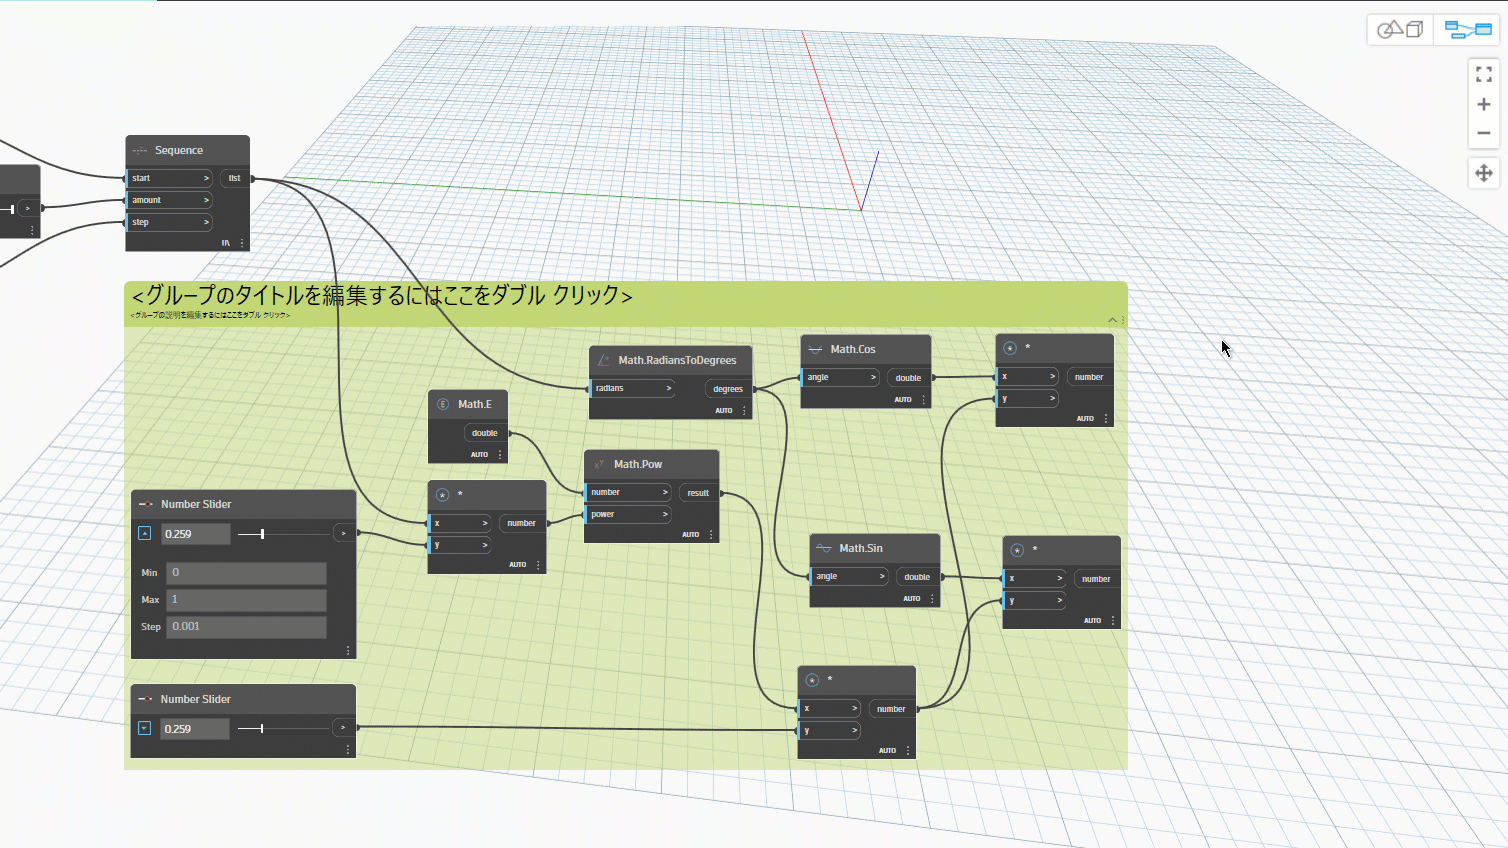 Sequence
start >
list
amount >
step >
>
<グループのタイトルを編集するにはここをダブル クリック>
<グループの説明を編集するにはここをダブル クリック>
Math.RadiansToDegrees
radians >
degrees
AUTO
Math.Cos
angle >
double
AUTO
*
x >
number
y >
AUTO
E Math.E
double
AUTO
Math.Pow
number >
result
power >
AUTO
Number Slider
0.259
>
Min 0
Max 1
Step 0.001
*
x >
number
y >
AUTO
Math.Sin
angle >
double
AUTO
*
x >
number
y >
AUTO
Number Slider
0.259
>
*
x >
number
y >
AUTO